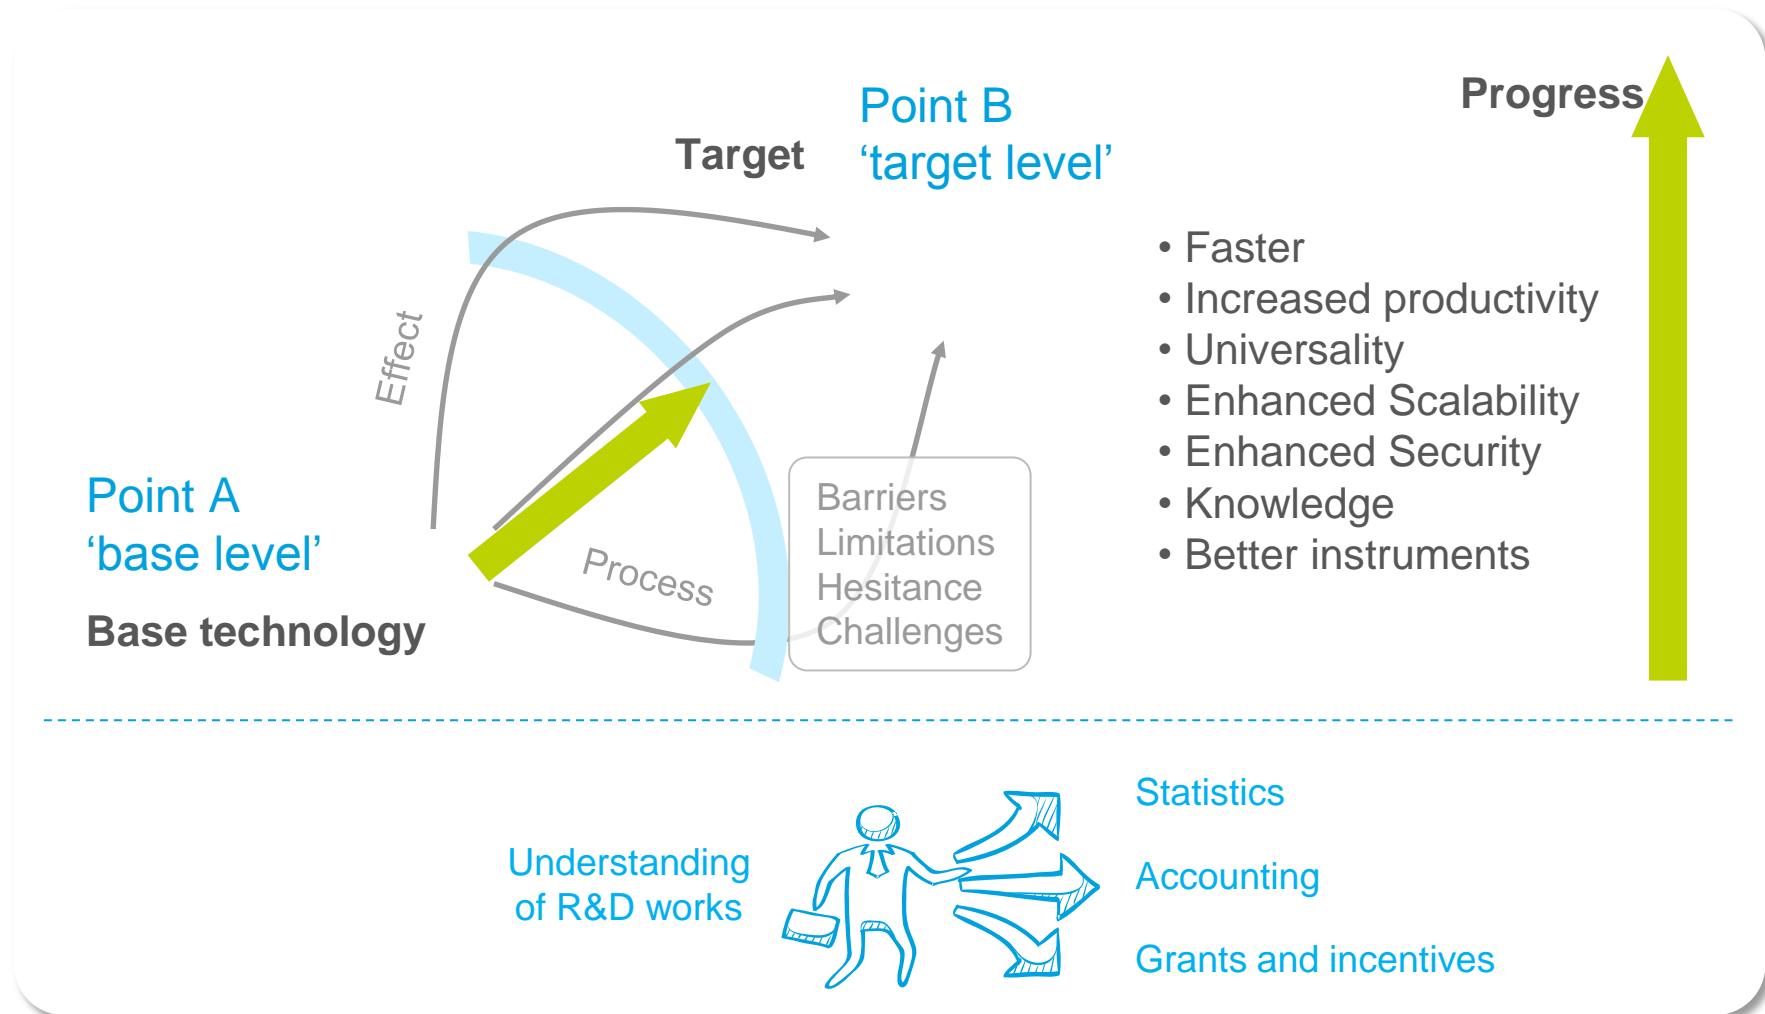 Progress
Point B
Target
‘target level’
• Faster
• Increased productivity
• Universality
• Enhanced Scalability
• Enhanced Security
• Knowledge
• Better instruments
Effect
Point A
‘base level’
Base technology
Process
Barriers
Limitations
Hesitance
Challenges
Understanding
of R&D works
Statistics
Accounting
Grants and incentives